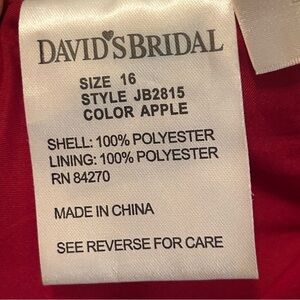 DAVID'S BRIDAL
SIZE 16
STYLE JB2815
COLOR APPLE
SHELL: 100% POLYESTER
LINING: 100% POLYESTER
RN 84270
MADE IN CHINA
SEE REVERSE FOR CARE